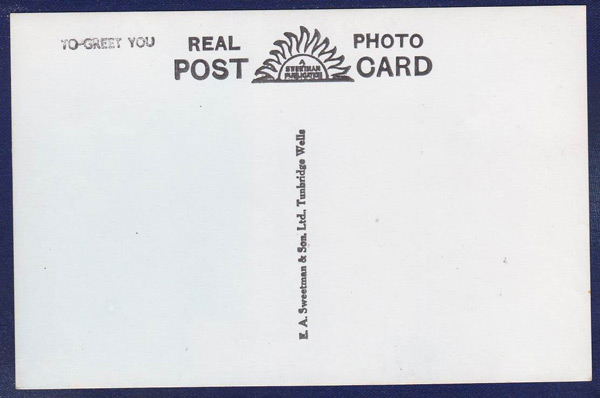 TO-GREET YOU
REAL PHOTO
POST CARD
A
SWEETMAN
PUBLICATION
E. A. Sweetman & Son, Ltd., Tunbridge Wells